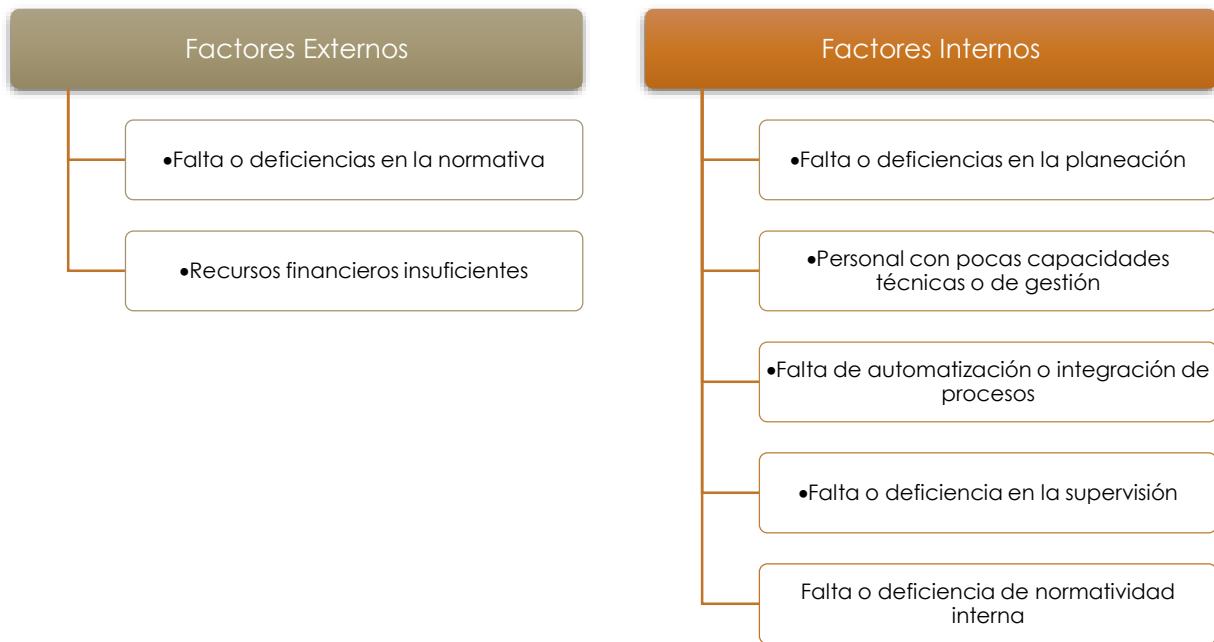 Factores Externos
•Falta o deficiencias en la normativa
•Recursos financieros insuficientes
Factores Internos
•Falta o deficiencias en la planeación
•Personal con pocas capacidades
técnicas o de gestión
•Falta de automatización o integración de
procesos
•Falta o deficiencia en la supervisión
Falta o deficiencia de normatividad
interna